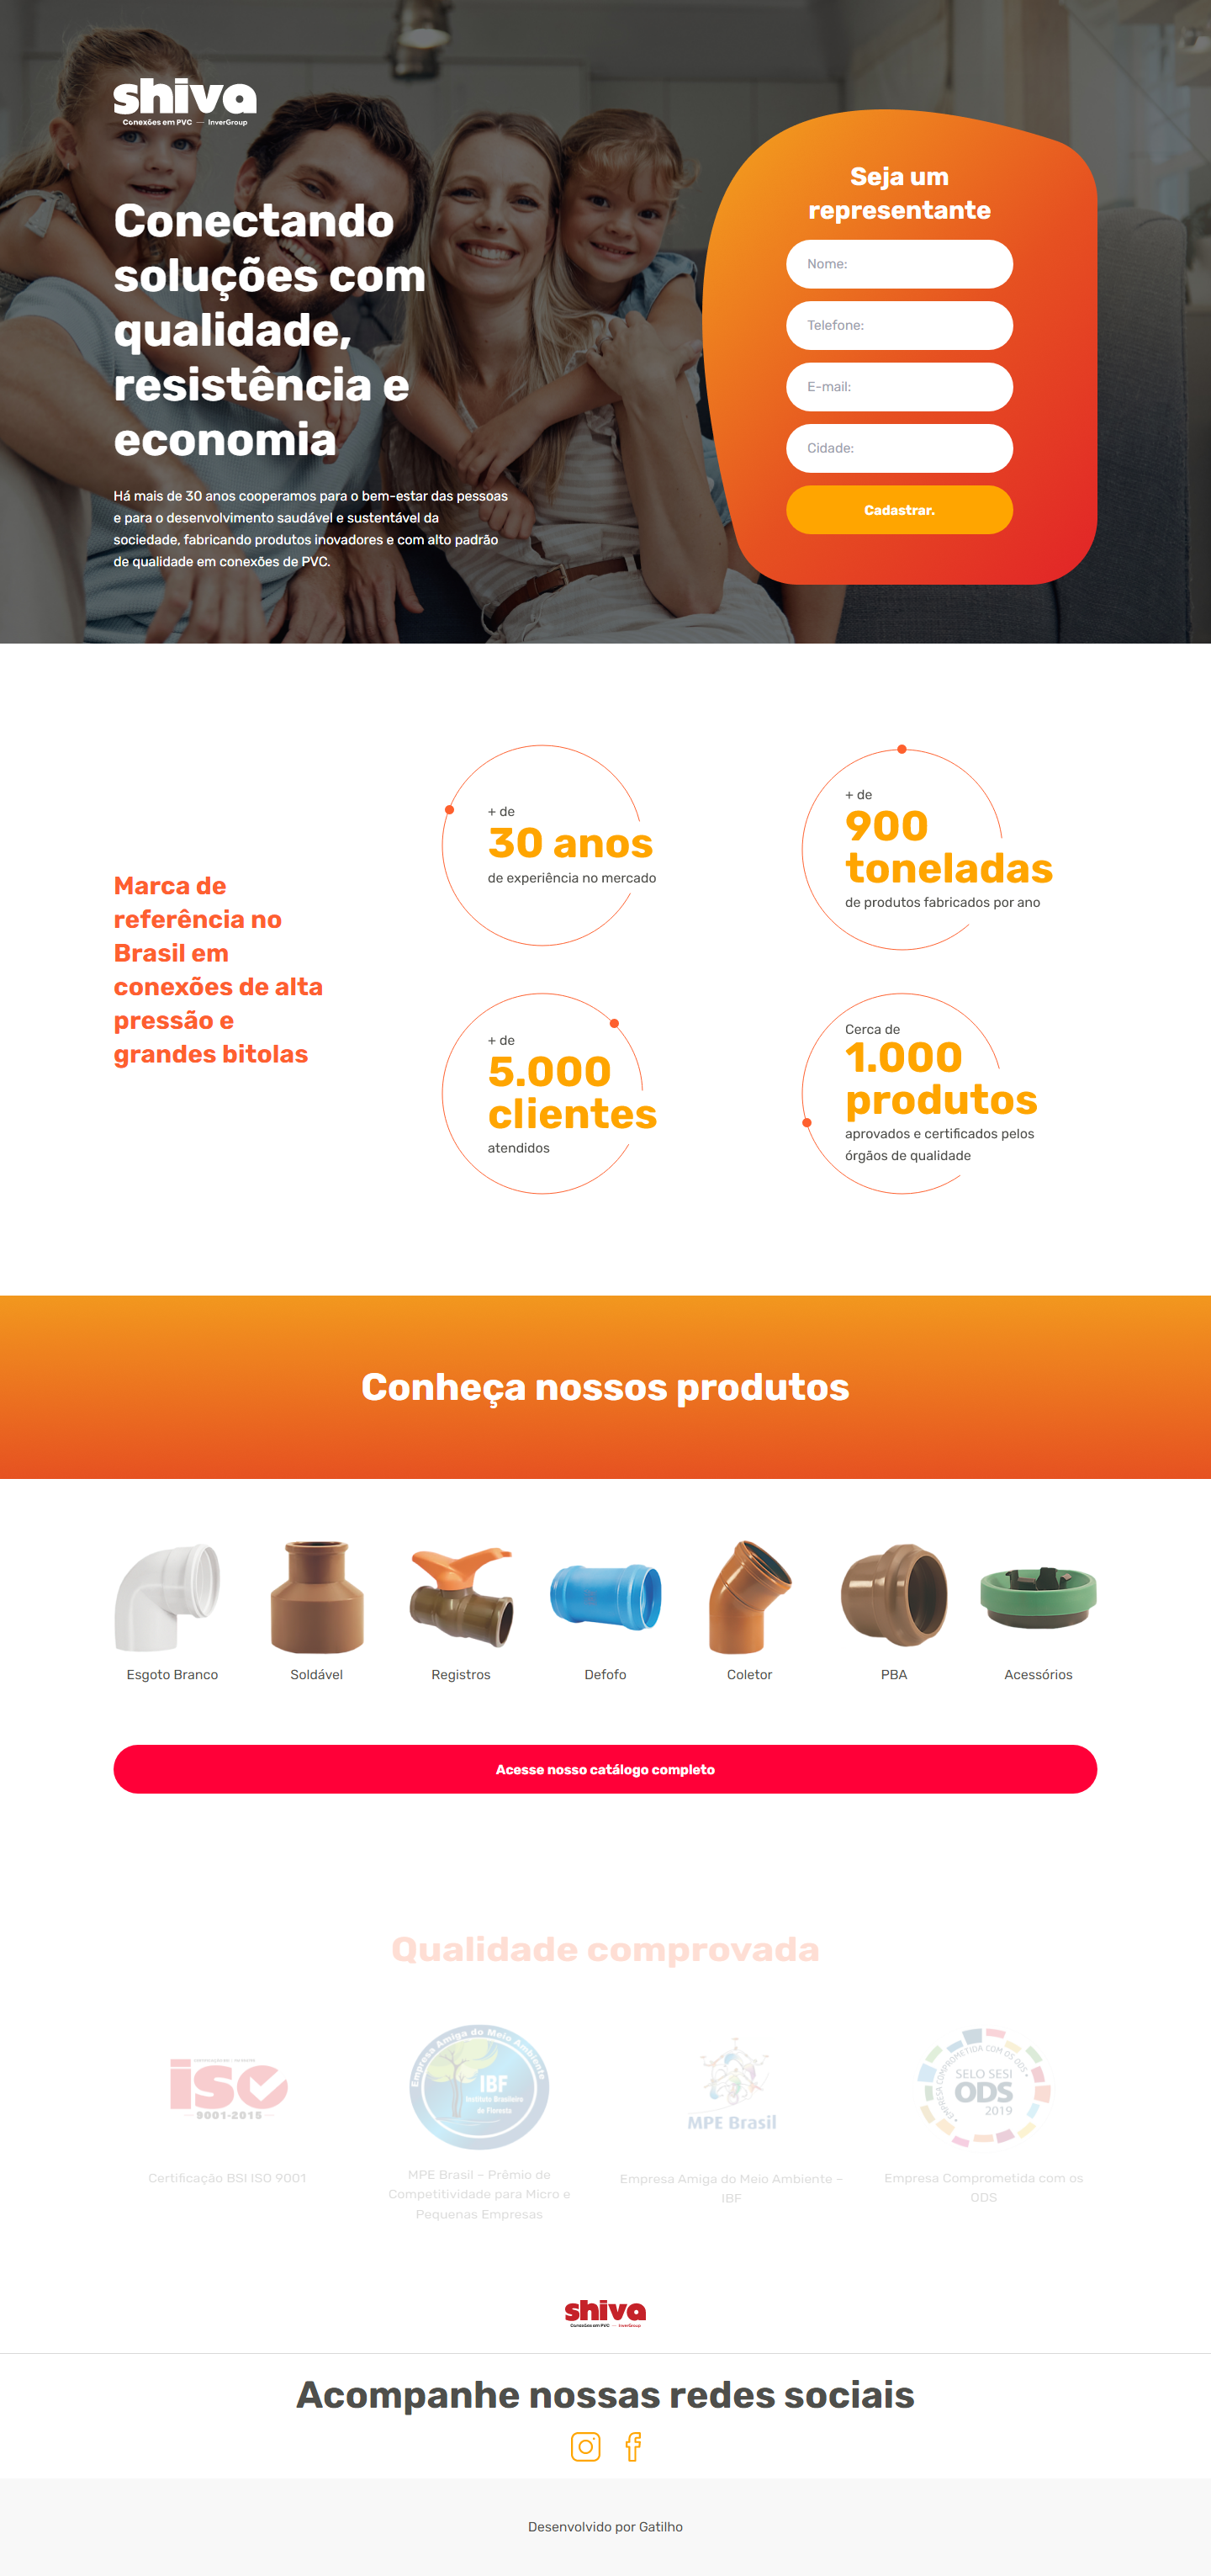 shiva
Conexões em PVC — InverGroup
Conectando
soluções com
qualidade,
resistência e
economia
Há mais de 30 anos cooperamos para o bem-estar das pessoas
e para o desenvolvimento saudável e sustentável da
sociedade, fabricando produtos inovadores e com alto padrão
de qualidade em conexões de PVC.
Seja um
representante
Nome:
Telefone:
E-mail:
Cidade:
Cadastrar.
Marca de
referência no
Brasil em
conexões de alta
pressão e
grandes bitolas
+ de
30 anos
de experiência no mercado
+ de
900
toneladas
de produtos fabricados por ano
+ de
5.000
clientes
atendidos
Cerca de
1.000
produtos
aprovados e certificados pelos
órgãos de qualidade
Conheça nossos produtos
Esgoto Branco
Soldável
Registros
Defofo
Coletor
PBA
Acessórios
Acesse nosso catálogo completo
Qualidade comprovada
iso
9001-2015
Certificação BSI ISO 9001
Empresa Amiga do Meio Ambiente
IBF
Instituto Brasileiro
de Floresta
MPE Brasil – Prêmio de
Competitividade para Micro e
Pequenas Empresas
MPE Brasil
Empresa Amiga do Meio Ambiente –
IBF
EMPRESA COMPROMETIDA COM OS ODS
SELO SESI
ODS
2019
Empresa Comprometida com os
ODS
shiva
Conexões em PVC — InverGroup
Acompanhe nossas redes sociais
Desenvolvido por Gatilho